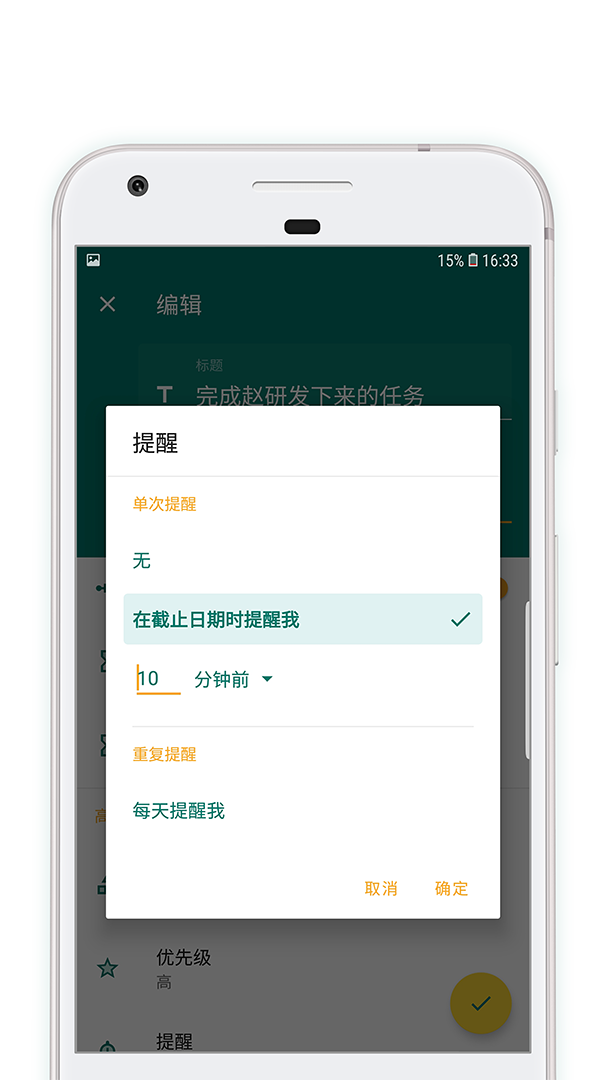 15% 16:33
编辑
标题
完成赵研发下来的任务
提醒
单次提醒
无
在截止日期时提醒我
10 分钟前
重复提醒
每天提醒我
取消 确定
优先级
高
提醒